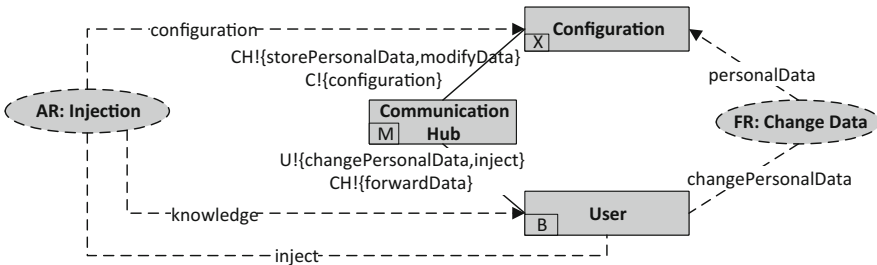 configuration
Configuration
X
CH!{storePersonalData,modifyData}
C!{configuration}
personalData
AR: Injection
Communication
M Hub
FR: Change Data
U!{changePersonalData,inject}
CH!{forwardData}
changePersonalData
knowledge
User
B
inject